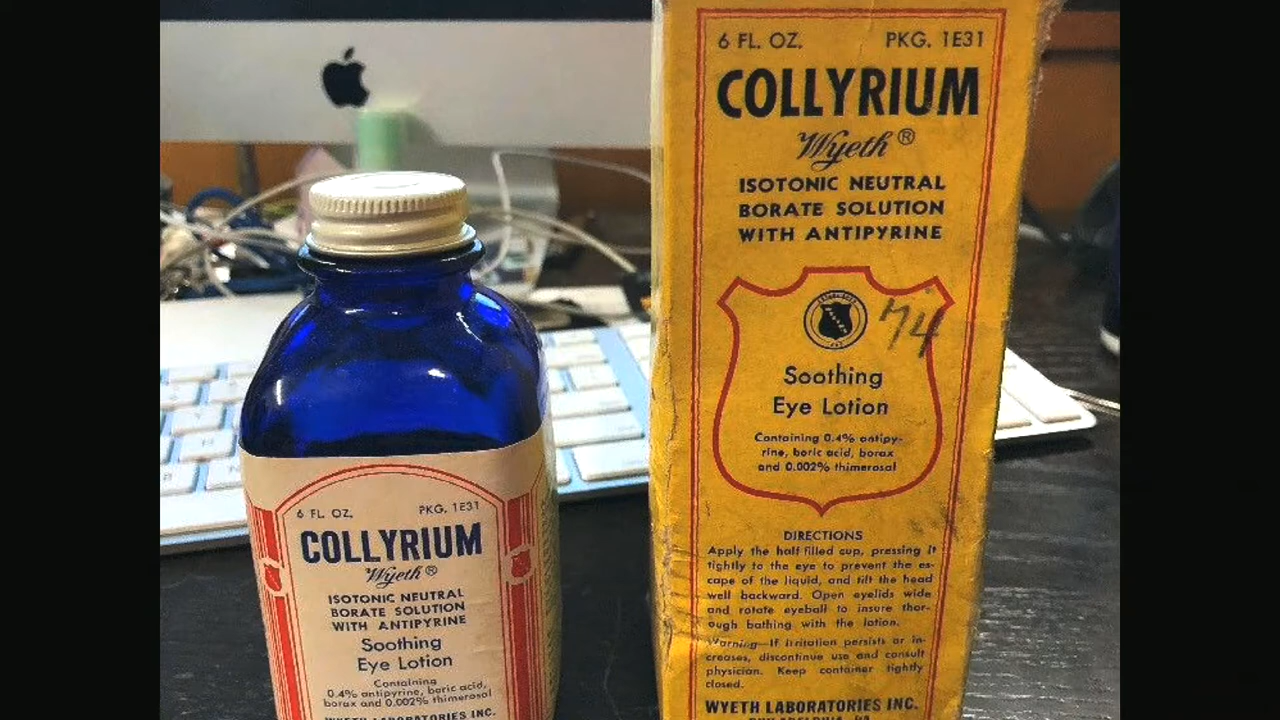 6 FL. OZ. PKG. 1E31
COLLYRIUM
Wyeth®
ISOTONIC NEUTRAL
BORATE SOLUTION
WITH ANTIPYRINE
74
Soothing
Eye Lotion
Containing 0.4% antipy-
rine, boric acid, borax
and 0.002% thimerosal
DIRECTIONS
Apply the half filled cup, pressing it
tightly to the eye to prevent the es-
cape of the liquid, and tilt the head
well backward. Open eyelids wide
and rotate eyeball to insure thor-
ough bathing with the lotion.
Warning—If irritation persists or in-
creases, discontinue use and consult
physician. Keep container tightly
closed.
WYETH LABORATORIES INC.
PHILADELPHIA, PA.
6 FL. OZ. PKG. 1E31
COLLYRIUM
Wyeth®
ISOTONIC NEUTRAL
BORATE SOLUTION
WITH ANTIPYRINE
Soothing
Eye Lotion
Containing
0.4% antipyrine, boric acid,
borax and 0.002% thimerosal
WYETH LABORATORIES INC.